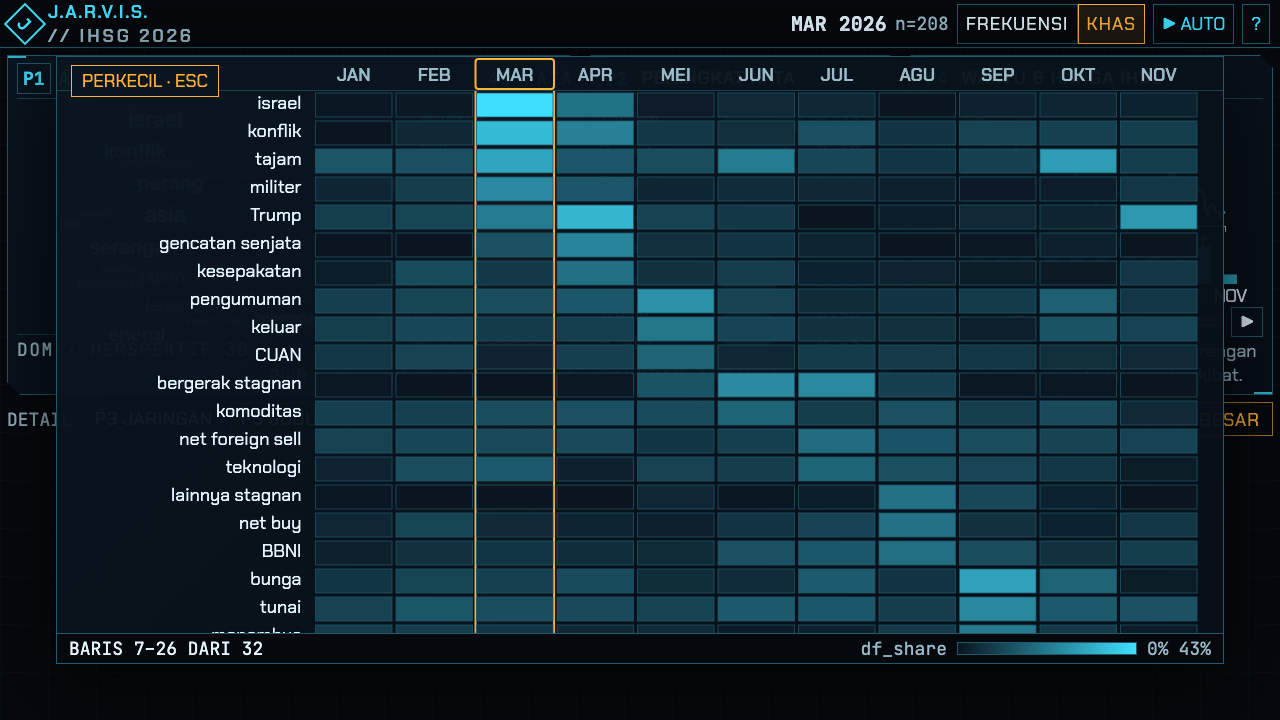 J.A.R.V.I.S.
// IHSG 2026
MAR 2026 n=208 FREKUENSI KHAS ▶ AUTO ?
P1
PERKECIL · ESC
JAN FEB MAR APR MEI JUN JUL AGU SEP OKT NOV
israel
konflik
tajam
militer
Trump
gencatan senjata
kesepakatan
pengumuman
keluar
CUAN
bergerak stagnan
komoditas
net foreign sell
teknologi
lainnya stagnan
net buy
BBNI
bunga
tunai
BARIS 7–26 DARI 32
df_share 0% 43%